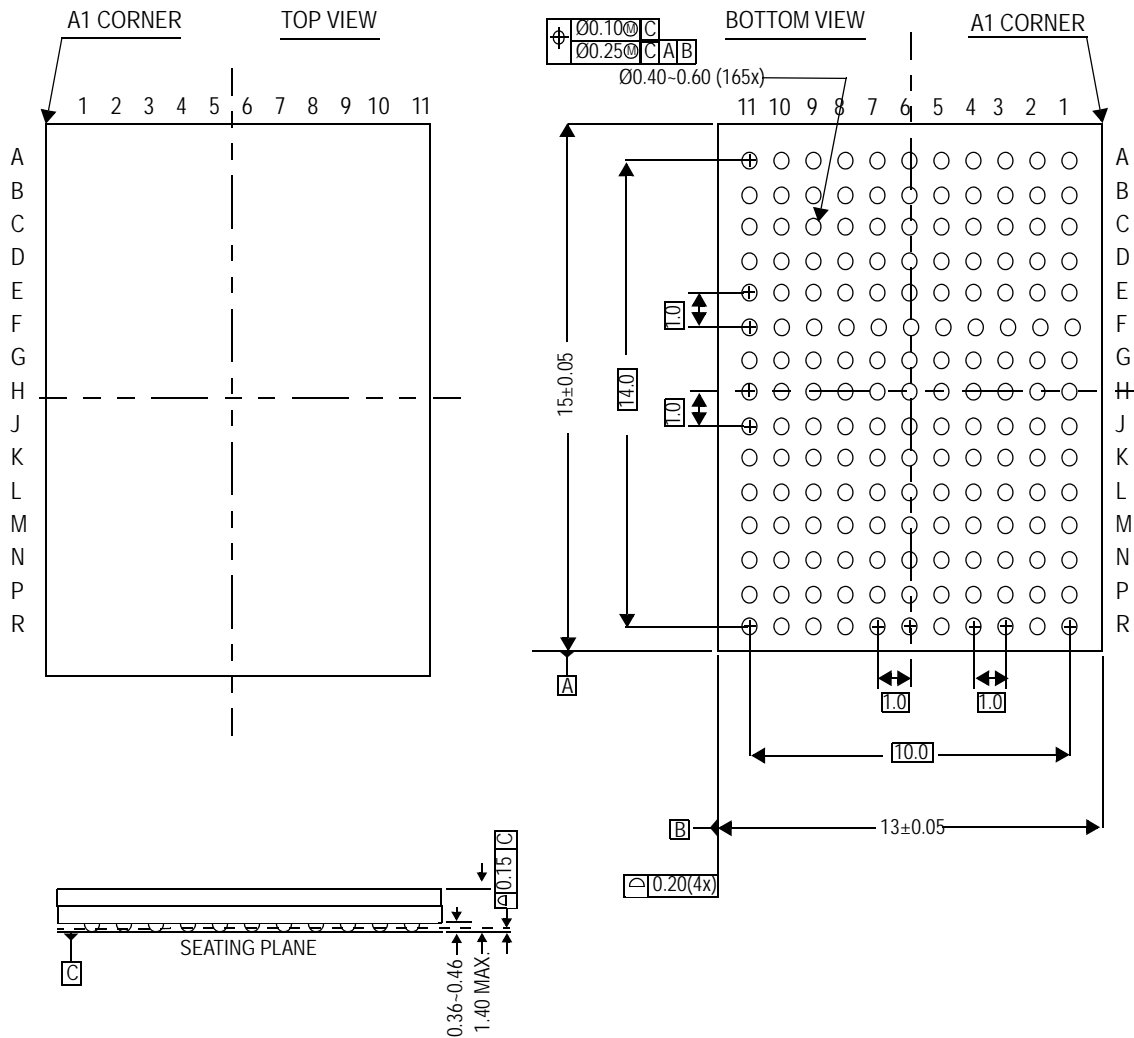 A1 CORNER
TOP VIEW
1 2 3 4 5 6 7 8 9 10 11
A
B
C
D
E
F
G
H
J
K
L
M
N
P
R
BOTTOM VIEW
A1 CORNER
⌖ Ø0.10Ⓜ C
Ø0.25Ⓜ C A B
Ø0.40~0.60 (165x)
11 10 9 8 7 6 5 4 3 2 1
A
B
C
D
E
F
G
H
J
K
L
M
N
P
R
1.0
1.0
14.0
15±0.05
A
1.0
1.0
10.0
B
13±0.05
⌓ 0.20(4x)
⌓ 0.15 C
SEATING PLANE
C
0.36~0.46
1.40 MAX.